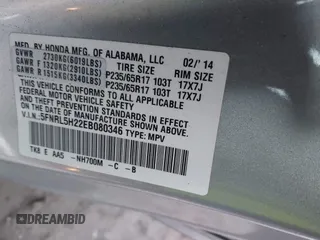 MFD. BY HONDA MFG. OF ALABAMA, LLC 02/'14
GVWR 2730KG(6019LBS) TIRE SIZE RIM SIZE
GAWR F 1320KG(2910LBS) P235/65R17 103T 17X7J
GAWR R 1515KG(3340LBS) P235/65R17 103T 17X7J
THIS VEHICLE CONFORMS TO ALL APPLICABLE
FEDERAL MOTOR VEHICLE SAFETY AND THEFT
PREVENTION STANDARDS IN EFFECT ON THE DATE
OF MANUFACTURE SHOWN ABOVE.
V.I.N.:5FNRL5H22EB080346 TYPE:MPV
TK8 E AA5 -NH700M -C -B
DREAMBID